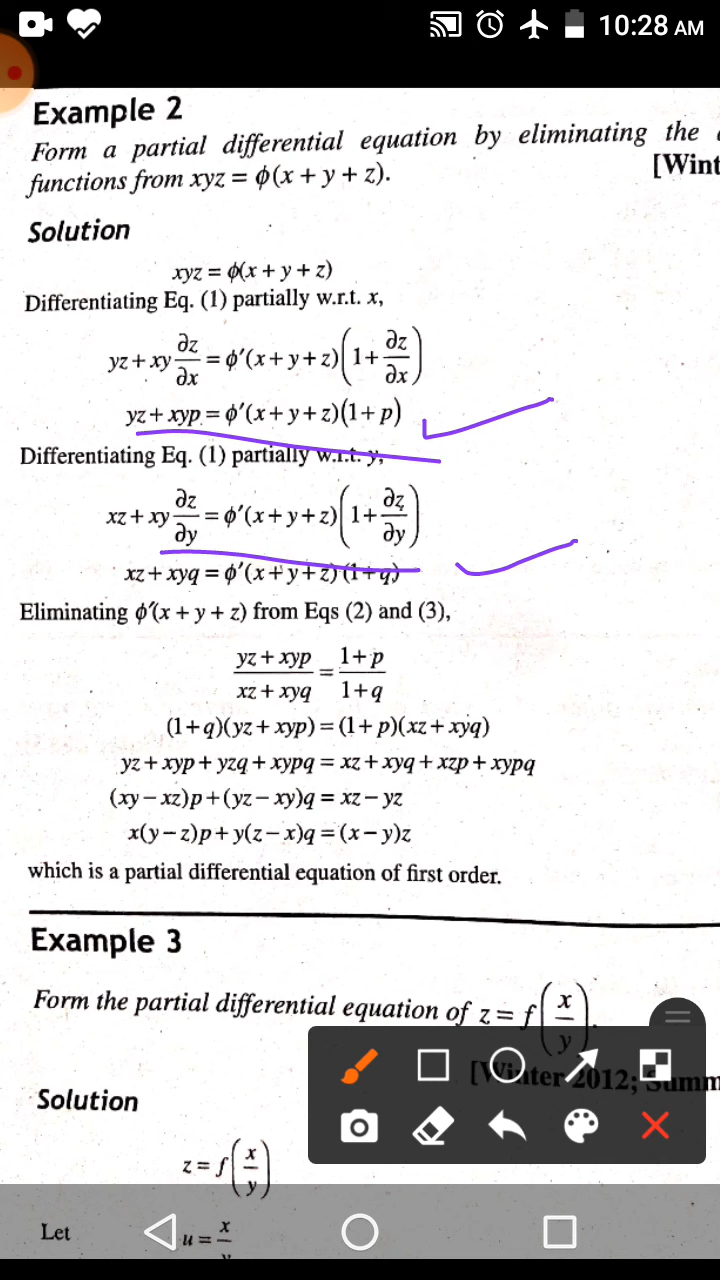 10:28 AM
Example 2
Form a partial differential equation by eliminating the
functions from xyz = ϕ(x + y + z).
[Wint
Solution
xyz = ϕ(x + y + z)
Differentiating Eq. (1) partially w.r.t. x,
yz + xy ∂z/∂x = ϕ′(x + y + z)(1 + ∂z/∂x)
yz + xyp = ϕ′(x + y + z)(1 + p)
Differentiating Eq. (1) partially w.r.t. y,
xz + xy ∂z/∂y = ϕ′(x + y + z)(1 + ∂z/∂y)
xz + xyq = ϕ′(x + y + z)(1 + q)
Eliminating ϕ′(x + y + z) from Eqs (2) and (3),
(yz + xyp)/(xz + xyq) = (1 + p)/(1 + q)
(1 + q)(yz + xyp) = (1 + p)(xz + xyq)
yz + xyp + yzq + xypq = xz + xyq + xzp + xypq
(xy − xz)p + (yz − xy)q = xz − yz
x(y − z)p + y(z − x)q = (x − y)z
which is a partial differential equation of first order.
Example 3
Form the partial differential equation of z = f(x/y).
[Winter 2012; Summ
Solution
z = f(x/y)
Let u = x/y